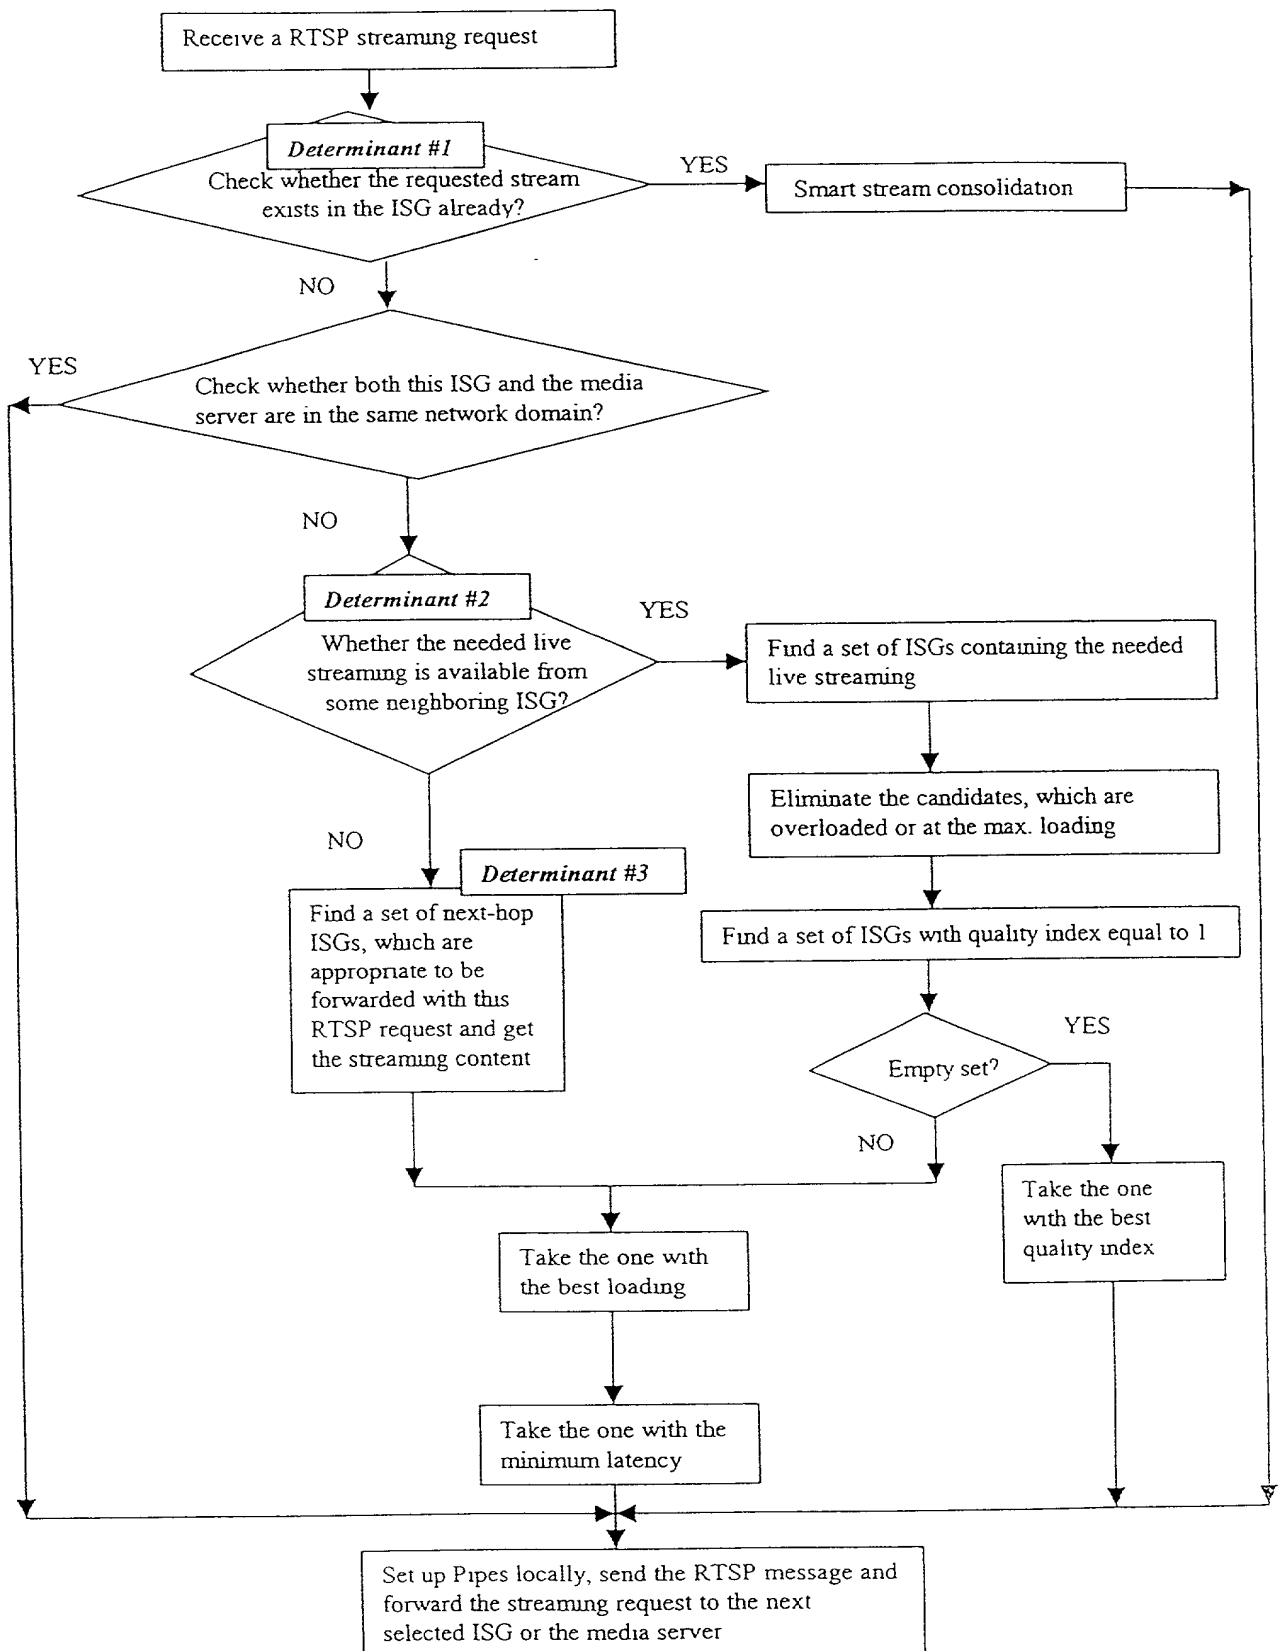 Receive a RTSP streaming request
Determinant #1
Check whether the requested stream
exists in the ISG already?
YES
Smart stream consolidation
NO
YES
Check whether both this ISG and the media
server are in the same network domain?
NO
Determinant #2
Whether the needed live
streaming is available from
some neighboring ISG?
YES
Find a set of ISGs containing the needed
live streaming
Eliminate the candidates, which are
overloaded or at the max. loading
NO
Determinant #3
Find a set of next-hop
ISGs, which are
appropriate to be
forwarded with this
RTSP request and get
the streaming content
Find a set of ISGs with quality index equal to 1
Empty set?
YES
NO
Take the one
with the best
quality index
Take the one with
the best loading
Take the one with the
minimum latency
Set up Pipes locally, send the RTSP message and
forward the streaming request to the next
selected ISG or the media server